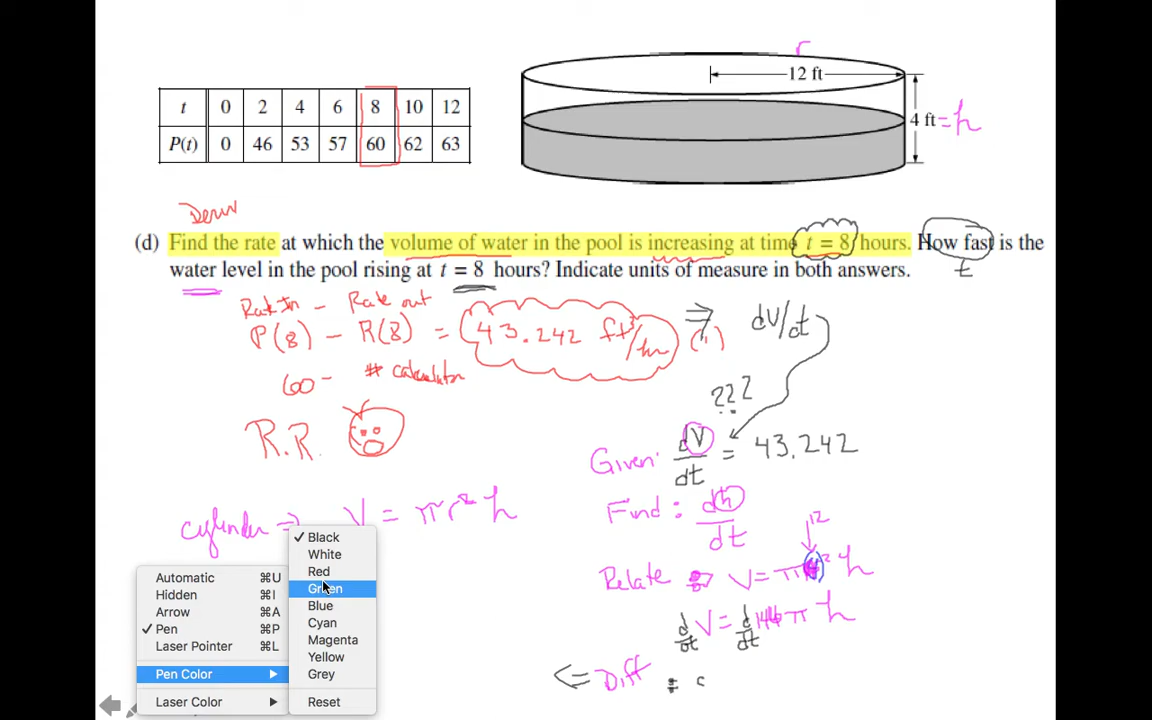 r
12 ft
4 ft = h
t 0 2 4 6 8 10 12
P(t) 0 46 53 57 60 62 63
Deriv
(d) Find the rate at which the volume of water in the pool is increasing at time t = 8 hours. How fast is the
water level in the pool rising at t = 8 hours? Indicate units of measure in both answers.
t
Rate In - Rate out
P(8) - R(8) = 43.242 ft³/hr (1) ⇒ dV/dt
60 - # calculator
R.R.
???
Given: dV/dt = 43.242
Find: dh/dt
cylinder ⇒ V = πr²h
12
Relate V = π r² h
d/dt V = d/dt 144π h
⇐ Diff =
Automatic ⌘U
Hidden ⌘I
Arrow ⌘A
✓ Pen ⌘P
Laser Pointer ⌘L
Pen Color
Laser Color
✓ Black
White
Red
Green
Blue
Cyan
Magenta
Yellow
Grey
Reset